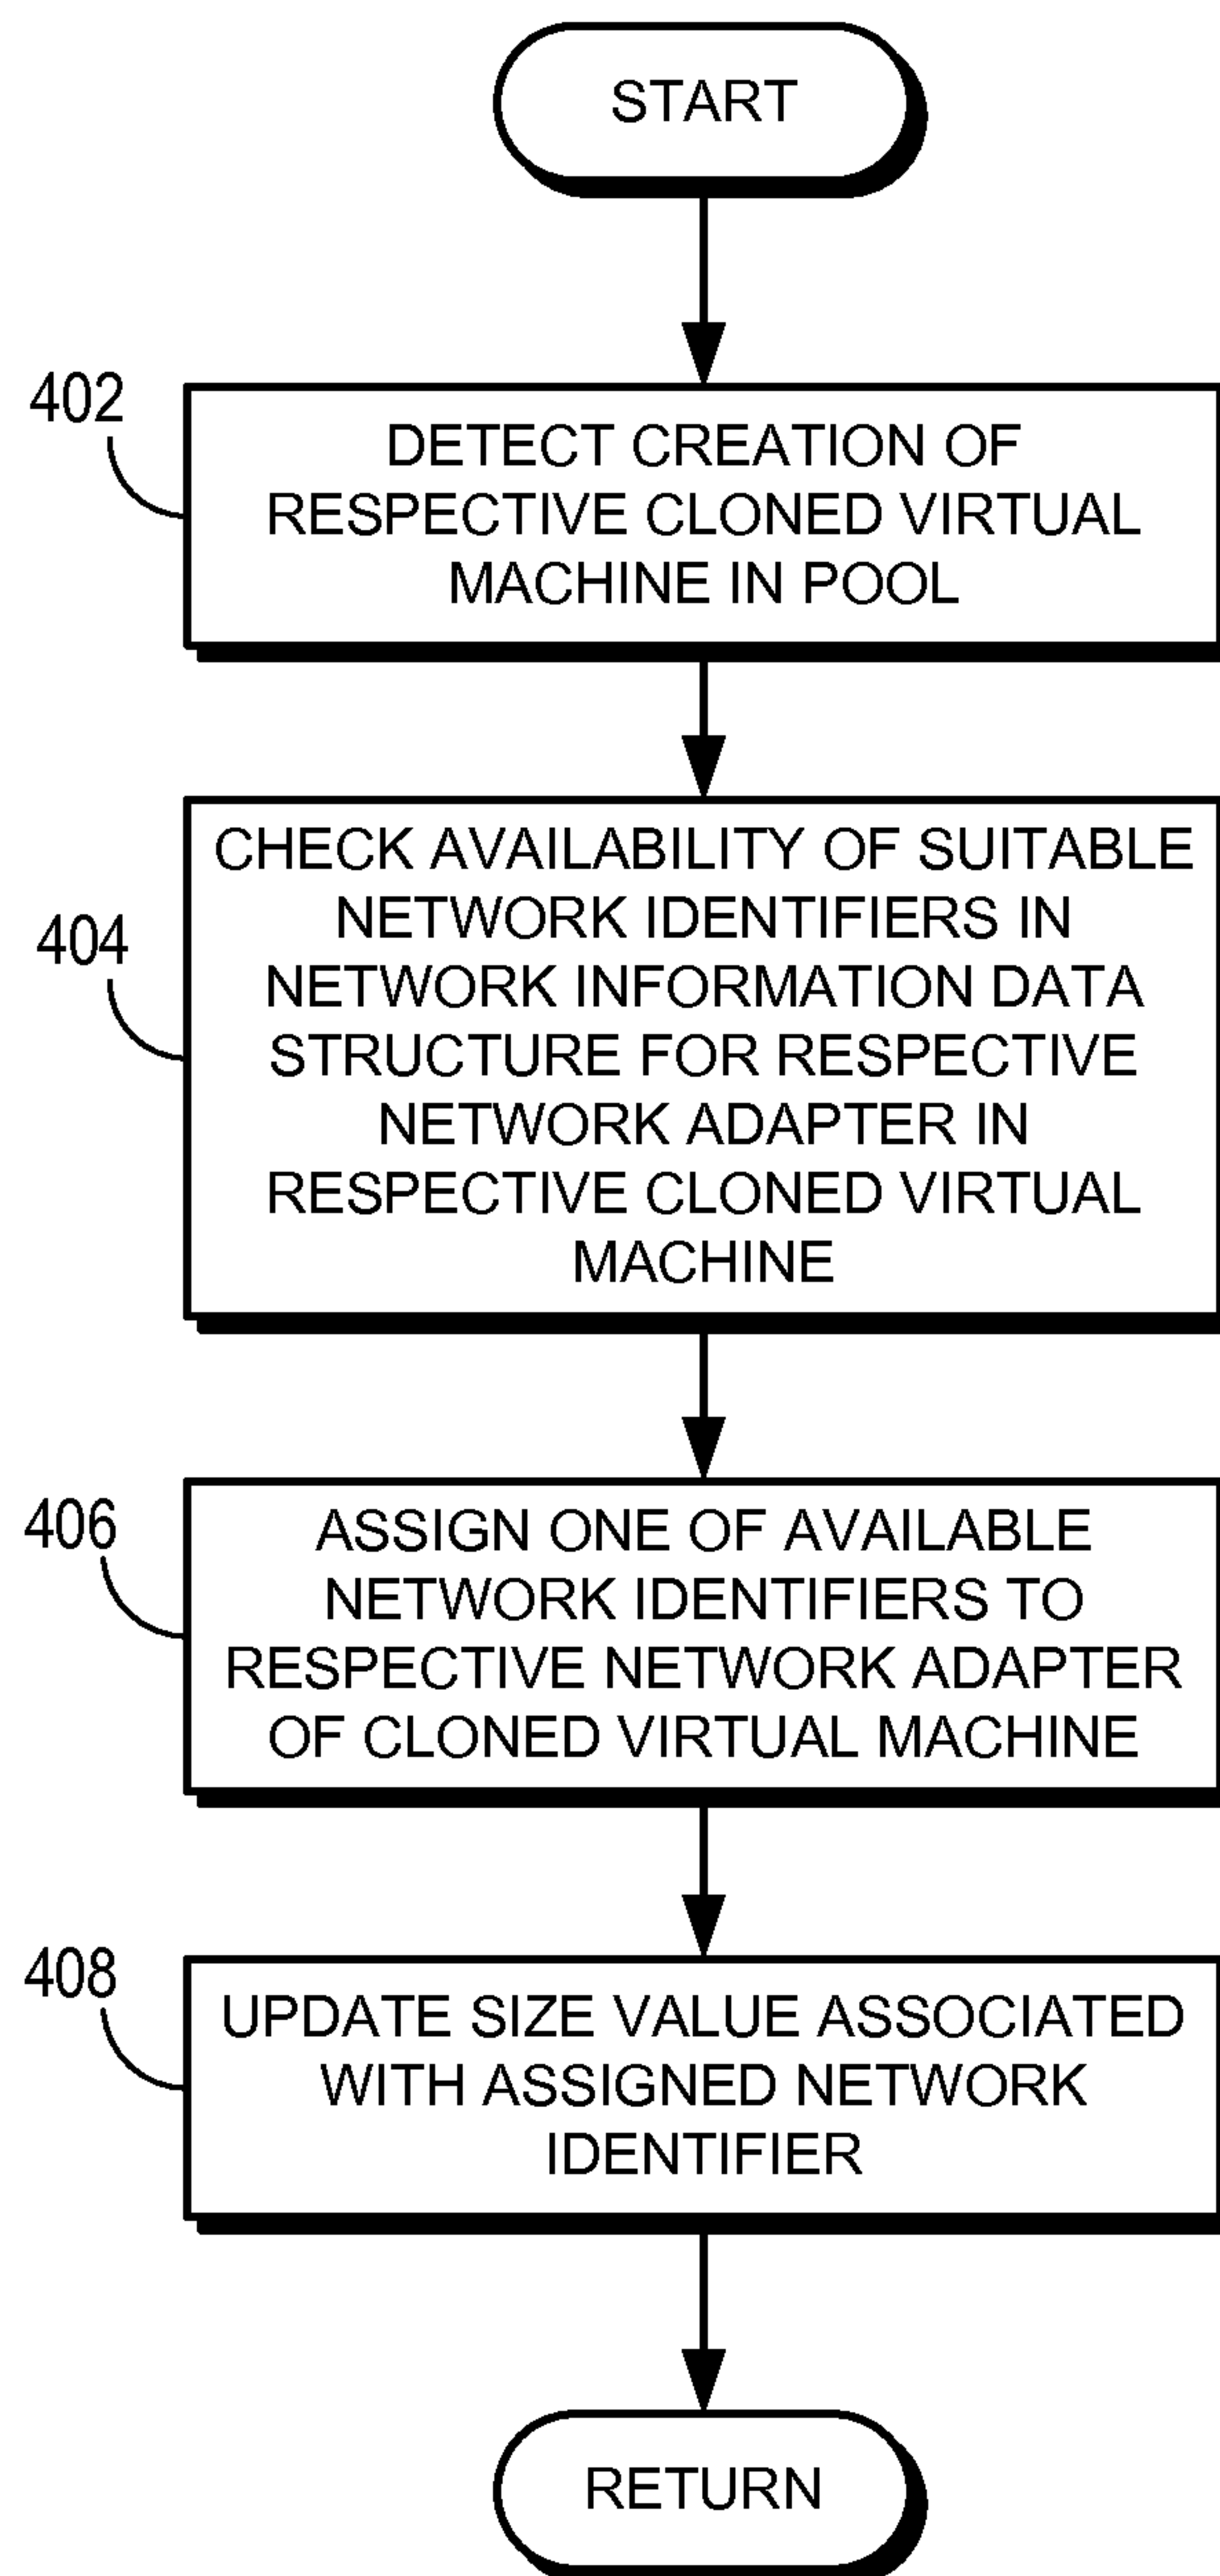 START
402
DETECT CREATION OF
RESPECTIVE CLONED VIRTUAL
MACHINE IN POOL
404
CHECK AVAILABILITY OF SUITABLE
NETWORK IDENTIFIERS IN
NETWORK INFORMATION DATA
STRUCTURE FOR RESPECTIVE
NETWORK ADAPTER IN
RESPECTIVE CLONED VIRTUAL
MACHINE
406
ASSIGN ONE OF AVAILABLE
NETWORK IDENTIFIERS TO
RESPECTIVE NETWORK ADAPTER
OF CLONED VIRTUAL MACHINE
408
UPDATE SIZE VALUE ASSOCIATED
WITH ASSIGNED NETWORK
IDENTIFIER
RETURN